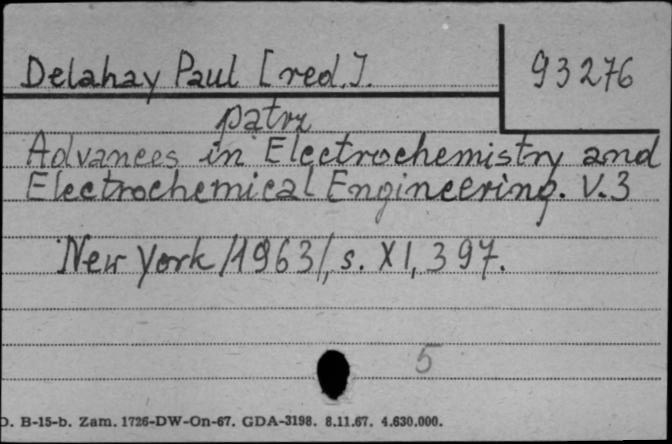 Delahay Paul [red.].
93276
patrz
Advances in Electrochemistry and
Electrochemical Engineering. V.3
New York /1963/, s. XI, 397.
5
D. B-15-b. Zam. 1726-DW-On-67. GDA-3198. 8.11.67. 4.630.000.